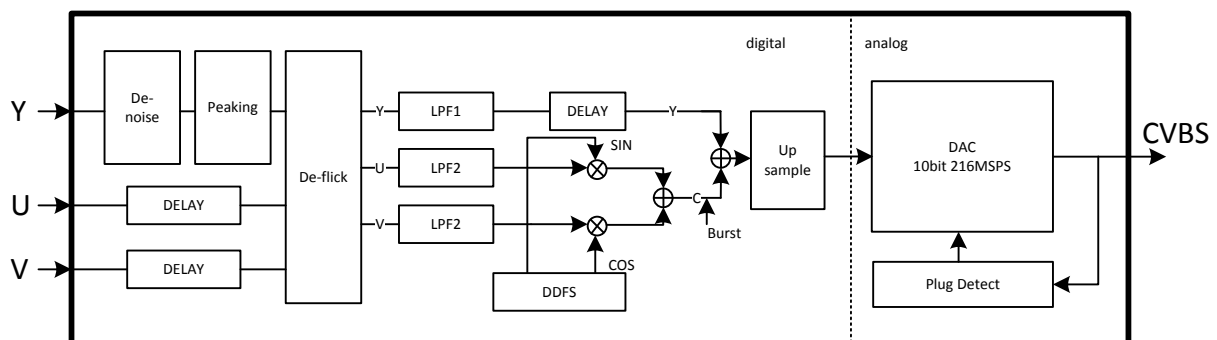 digital
analog
De-
noise
Peaking
De-flick
Y
Y
LPF1
DELAY
Y
CVBS
SIN
Up
sample
DAC
10bit 216MSPS
U
DELAY
U
LPF2
C
V
LPF2
Burst
V
DELAY
COS
DDFS
Plug Detect